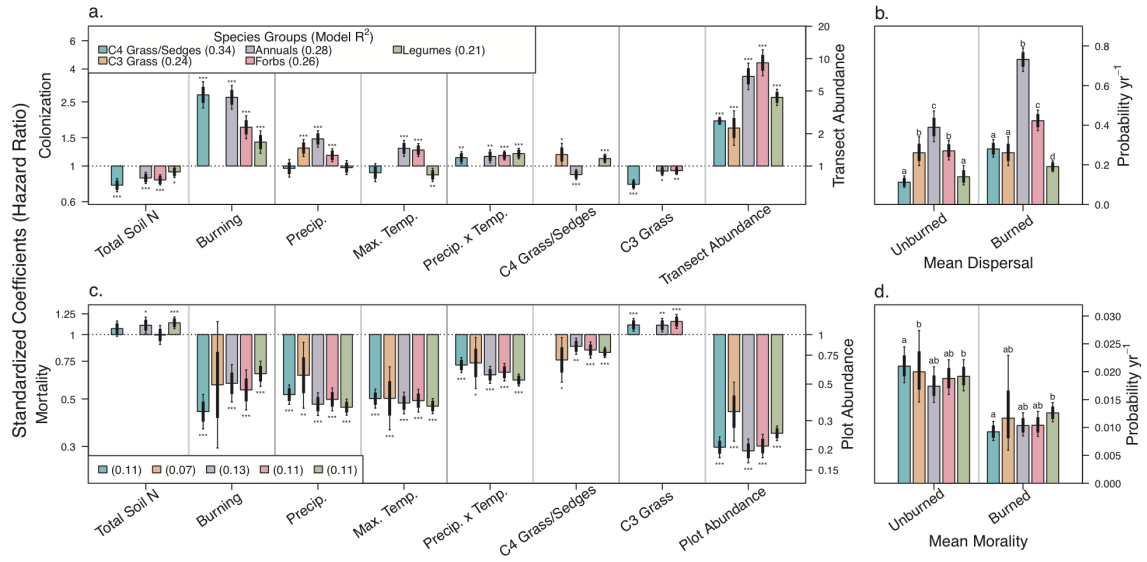 a.
Species Groups (Model R2)
C4 Grass/Sedges (0.34)
Annuals (0.28)
Legumes (0.21)
C3 Grass (0.24)
Forbs (0.26)
Standardized Coefficients (Hazard Ratio)
Colonization
6
4
2.5
1.5
1
0.6
***
***
***
*
***
***
***
***
***
***
***
***
***
**
**
**
***
***
*
***
***
***
*
**
***
***
***
***
***
20
10
5
2
1
Transect Abundance
Total Soil N
Burning
Precip.
Max. Temp.
Precip. x Temp.
C4 Grass/Sedges
C3 Grass
Transect Abundance
b.
a
b
c
b
a
a
a
b
c
d
0.8
0.6
0.4
0.2
0.0
Probability yr−1
Unburned
Burned
Mean Dispersal
c.
Mortality
1.25
1
0.75
0.5
0.3
*
***
***
***
***
***
***
**
***
***
***
***
***
***
***
***
***
*
***
***
***
*
**
***
***
***
**
***
***
***
***
***
***
1
0.75
0.5
0.3
0.2
0.15
Plot Abundance
(0.11)
(0.07)
(0.13)
(0.11)
(0.11)
Total Soil N
Burning
Precip.
Max. Temp.
Precip. x Temp.
C4 Grass/Sedges
C3 Grass
Plot Abundance
d.
a
b
ab
ab
b
a
ab
ab
ab
b
0.030
0.025
0.020
0.015
0.010
0.005
0.000
Probability yr−1
Unburned
Burned
Mean Morality